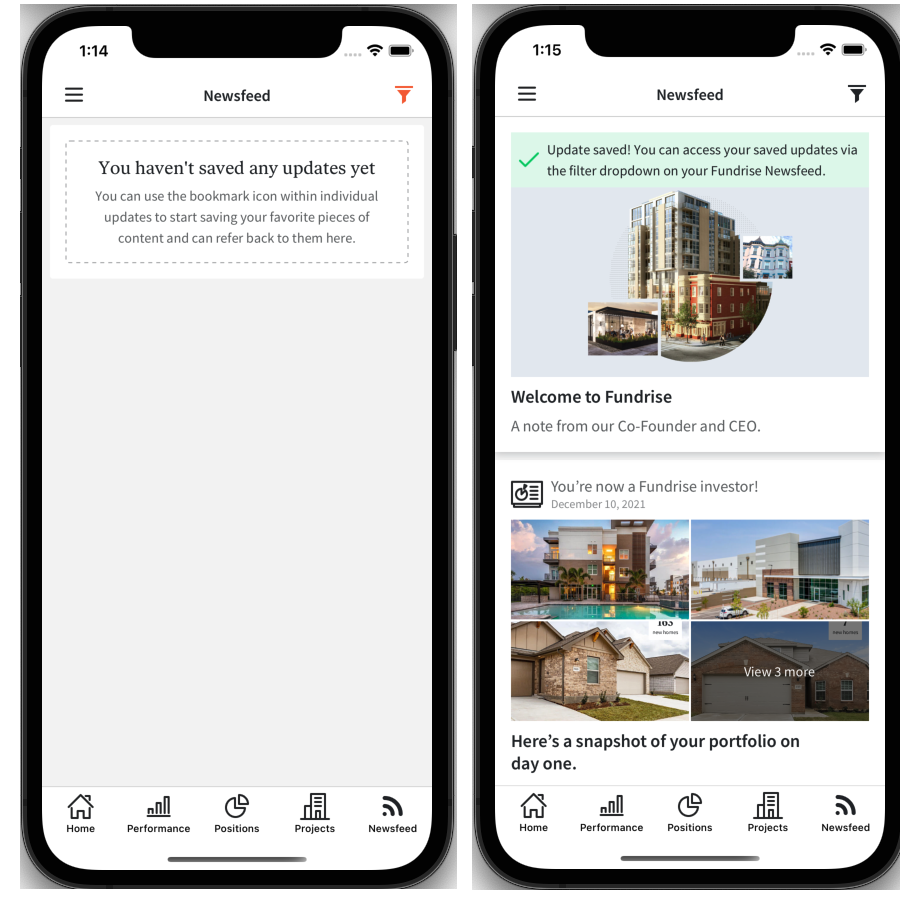 1:14
Newsfeed
You haven't saved any updates yet
You can use the bookmark icon within individual
updates to start saving your favorite pieces of
content and can refer back to them here.
Home
Performance
Positions
Projects
Newsfeed
1:15
Newsfeed
Update saved! You can access your saved updates via
the filter dropdown on your Fundrise Newsfeed.
Welcome to Fundrise
A note from our Co-Founder and CEO.
You’re now a Fundrise investor!
December 10, 2021
163
new homes
new homes
View 3 more
Here’s a snapshot of your portfolio on
day one.
Home
Performance
Positions
Projects
Newsfeed